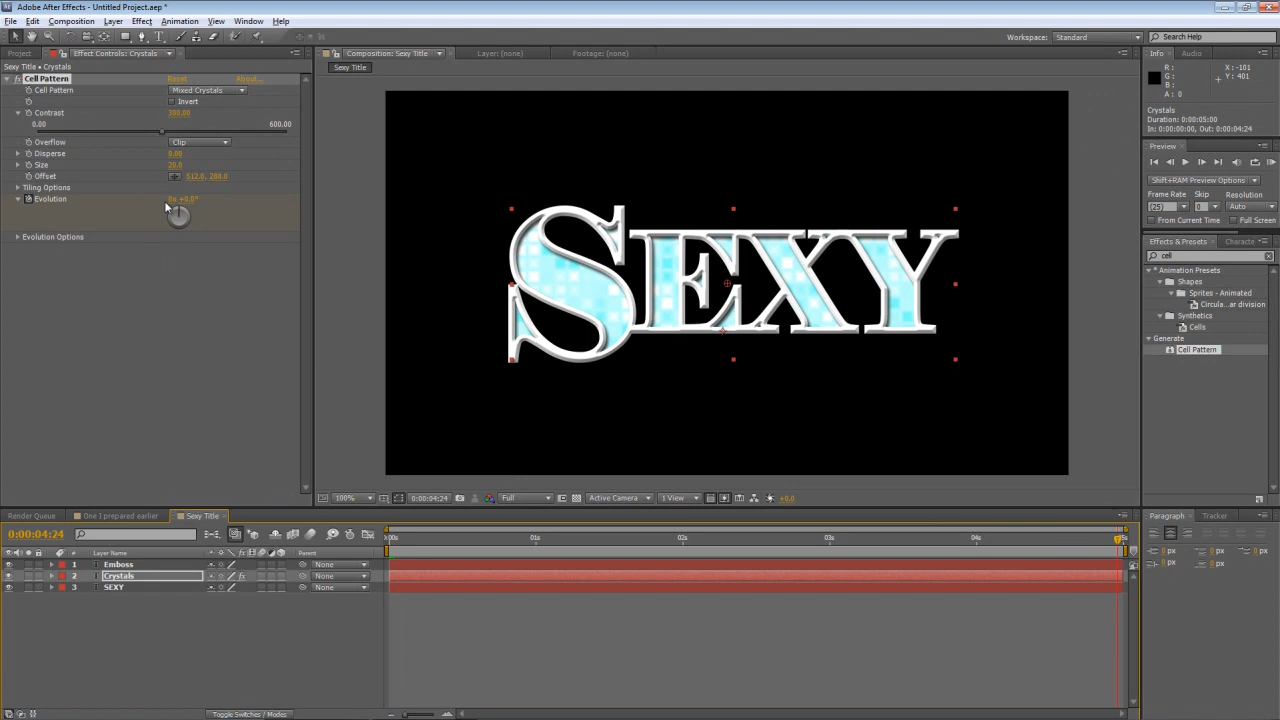 Adobe After Effects - Untitled Project.aep *
File Edit Composition Layer Effect Animation View Window Help
Workspace: Standard Search Help
Project Effect Controls: Crystals
Composition: Sexy Title Layer: (none) Footage: (none)
Info Audio
Sexy Title • Crystals
Sexy Title
Cell Pattern Reset About...
Cell Pattern Mixed Crystals
Invert
Contrast 300.00
0.00 600.00
Overflow Clip
Disperse 0.00
Size 20.0
Offset 512.0, 288.0
Tiling Options
Evolution 0x +0.0°
Evolution Options
SEXY
R :
G :
B :
A : 0
X : -101
Y : 401
Crystals
Duration: 0:00:05:00
In: 0:00:00:00, Out: 0:00:04:24
Preview
Shift+RAM Preview Options
Frame Rate Skip Resolution
(25) 0 Auto
From Current Time Full Screen
Effects & Presets Characte
cell
* Animation Presets
Shapes
Sprites - Animated
Circula...ar division
Synthetics
Cells
Generate
Cell Pattern
100% 0:00:04:24 Full Active Camera 1 View +0.0
Render Queue One I prepared earlier Sexy Title
0:00:04:24
:00s 01s 02s 03s 04s 05s
# Layer Name Parent
1 Emboss None
2 Crystals None
3 SEXY None
Toggle Switches / Modes
Paragraph Tracker
0 px 0 px 0 px
0 px 0 px